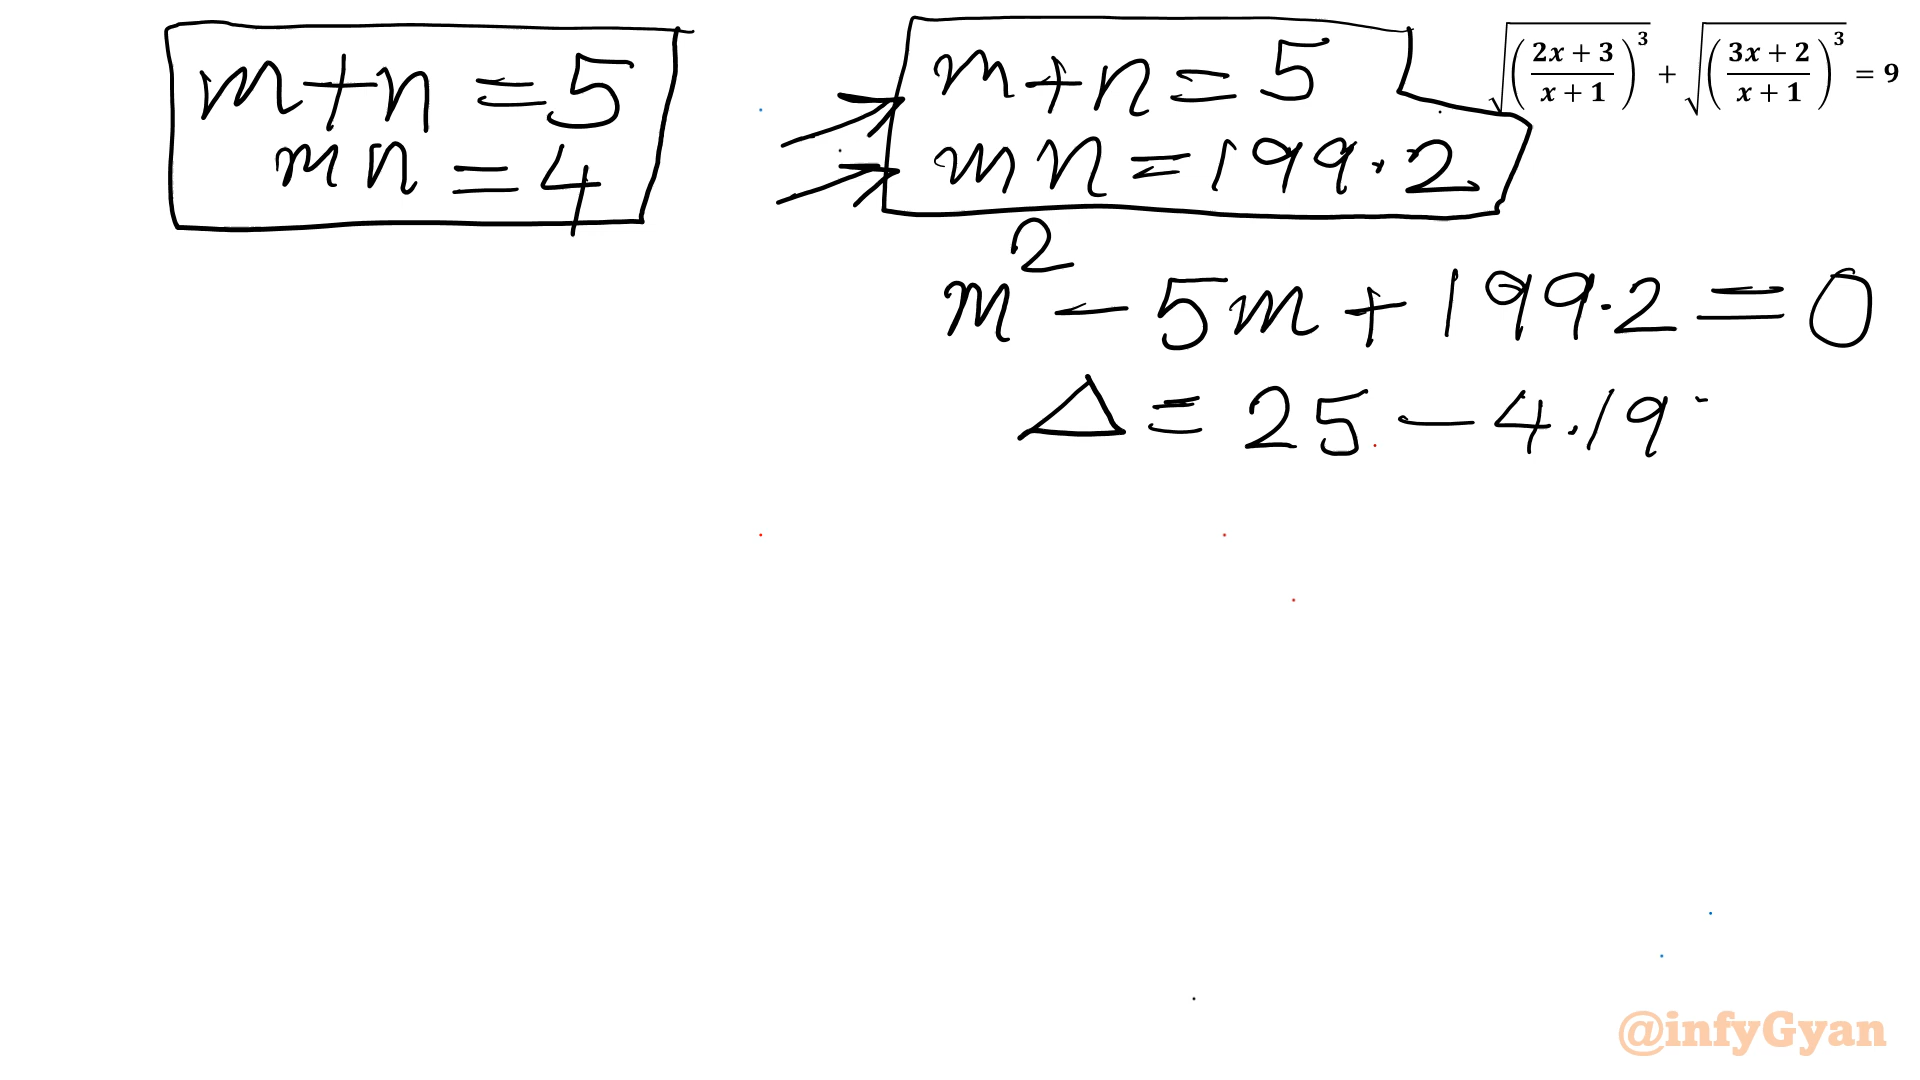 m+n=5
mn=4
m+n=5
mn=199.2
√((2x+3)/(x+1))³ + √((3x+2)/(x+1))³ = 9
m²-5m+199.2=0
Δ=25-4.19
@infyGyan